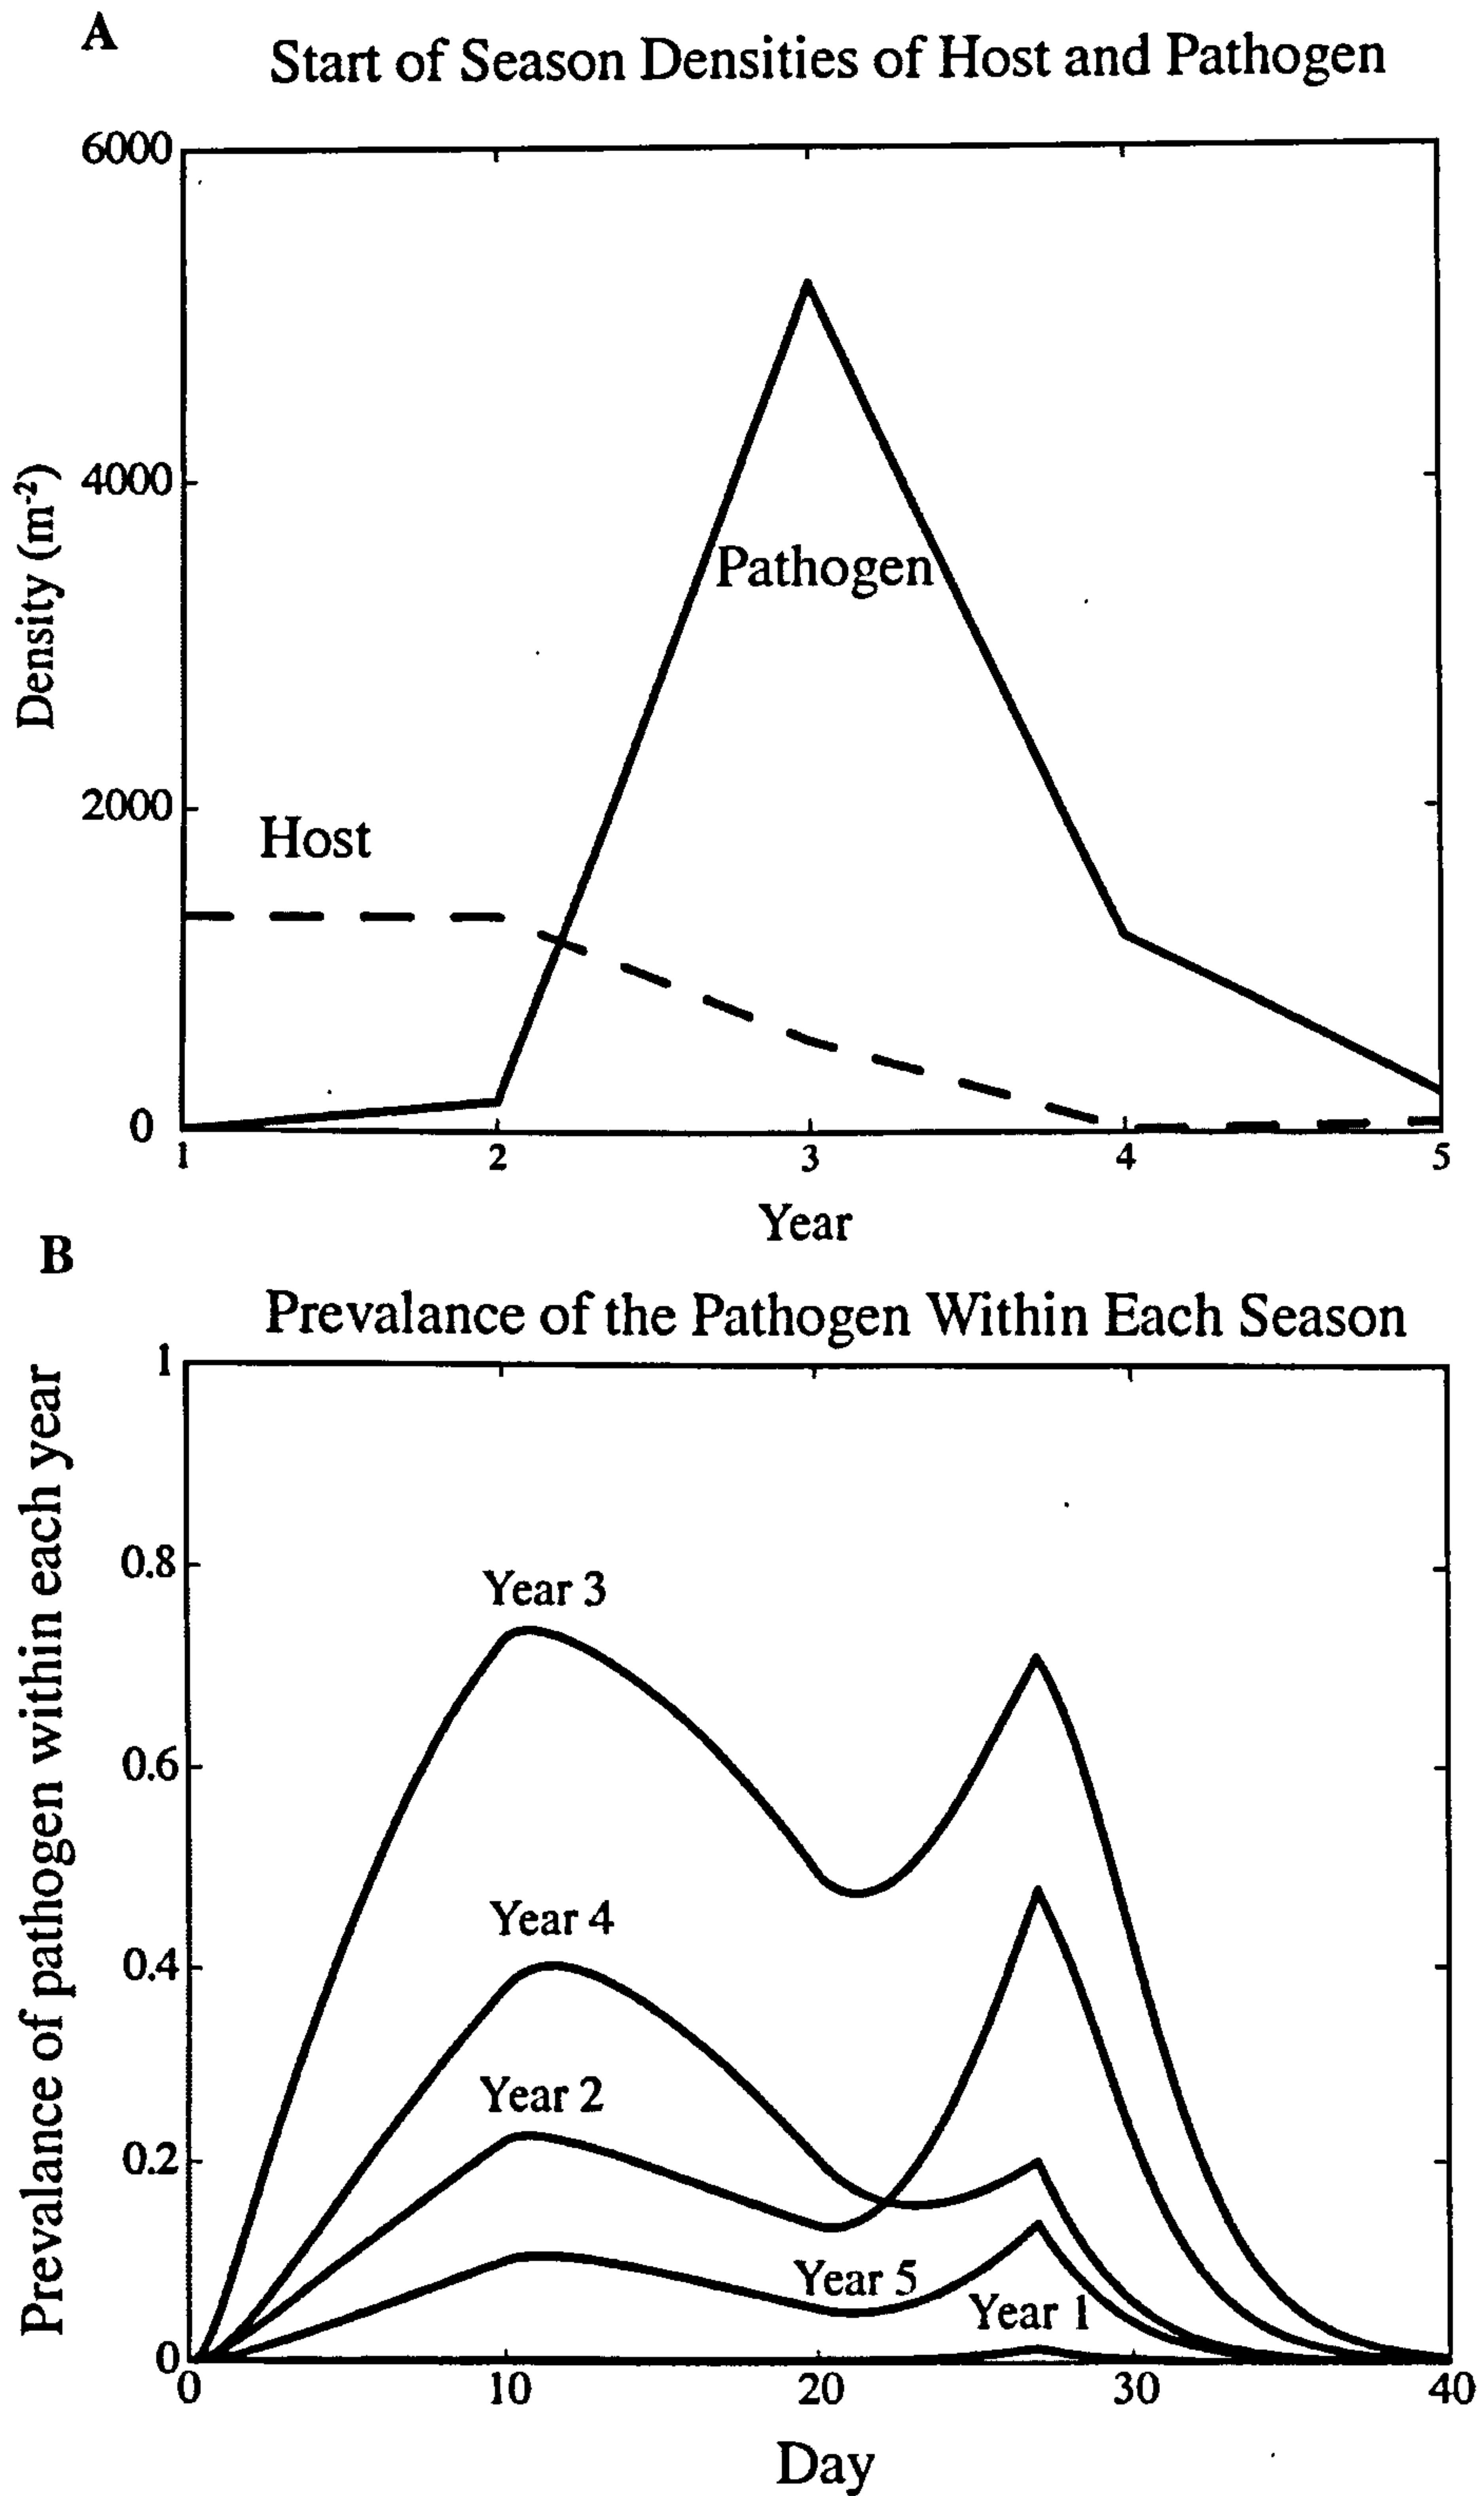 A
Start of Season Densities of Host and Pathogen
6000
4000
2000
0
Density (m-2)
Host
Pathogen
1 2 3 4 5
Year
B
Prevalance of the Pathogen Within Each Season
1
0.8
0.6
0.4
0.2
0
Prevalance of pathogen within each year
Year 3
Year 4
Year 2
Year 5
Year 1
0 10 20 30 40
Day